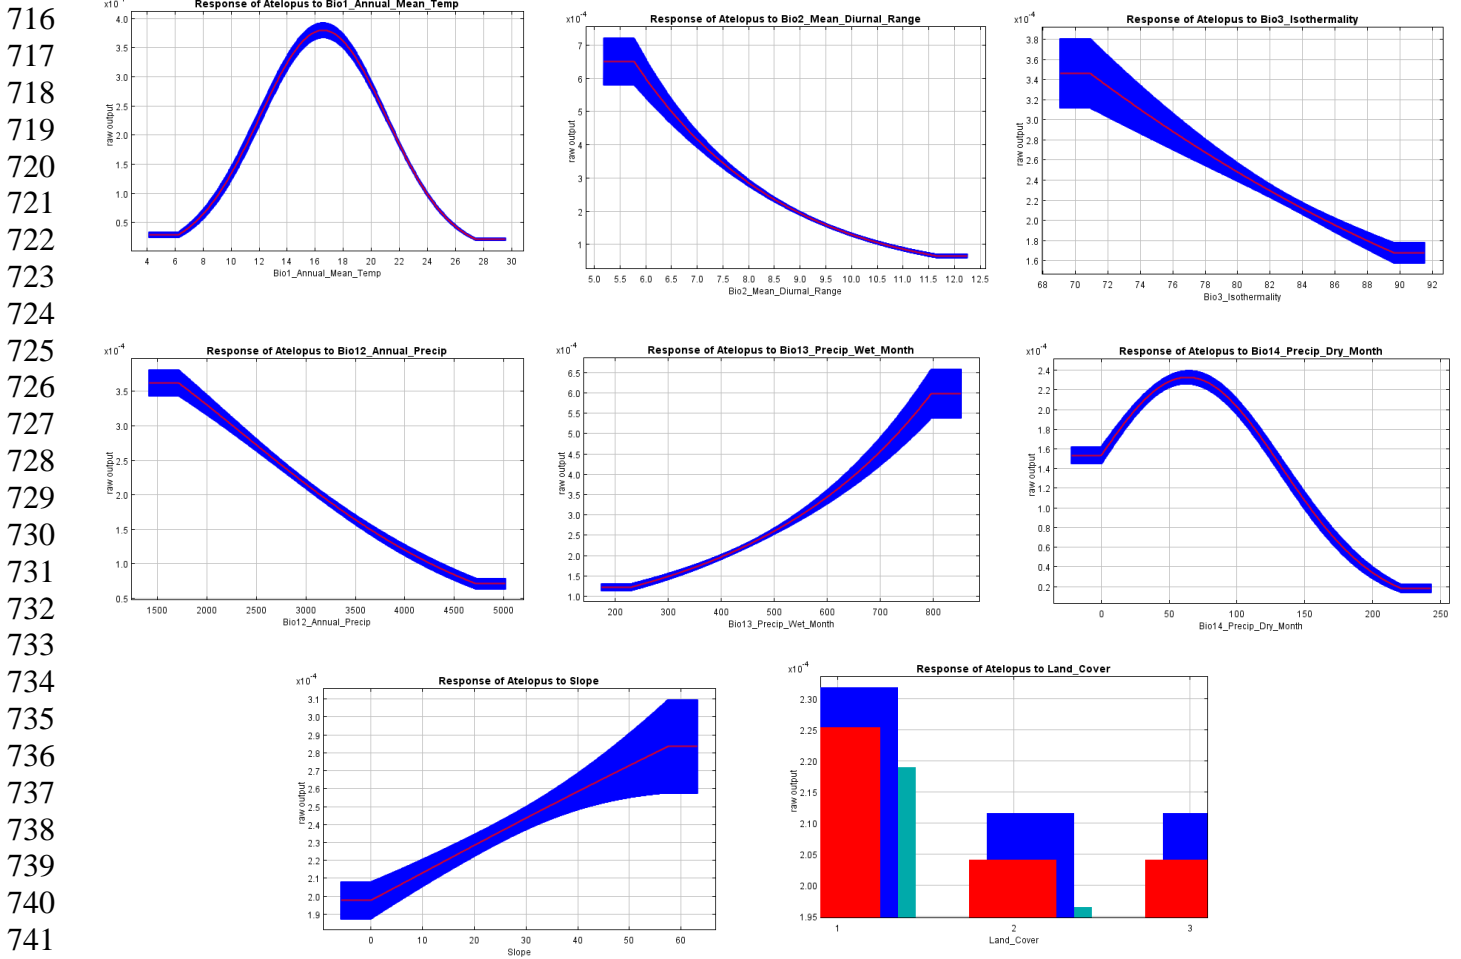 716
717
718
719
720
721
722
723
724
725
726
727
728
729
730
731
732
733
734
735
736
737
738
739
740
741
Response of Atelopus to Bio1_Annual_Mean_Temp
4.0
3.5
3.0
2.5
2.0
1.5
1.0
0.5
raw output
4 6 8 10 12 14 16 18 20 22 24 26 28 30
Bio1_Annual_Mean_Temp
x10^-4
Response of Atelopus to Bio2_Mean_Diurnal_Range
7
6
5
4
3
2
1
raw output
5.0 5.5 6.0 6.5 7.0 7.5 8.0 8.5 9.0 9.5 10.0 10.5 11.0 11.5 12.0 12.5
Bio2_Mean_Diurnal_Range
x10^-4
Response of Atelopus to Bio3_Isothermality
3.8
3.6
3.4
3.2
3.0
2.8
2.6
2.4
2.2
2.0
1.8
1.6
raw output
68 70 72 74 76 78 80 82 84 86 88 90 92
Bio3_Isothermality
x10^-4
Response of Atelopus to Bio12_Annual_Precip
3.5
3.0
2.5
2.0
1.5
1.0
0.5
raw output
1500 2000 2500 3000 3500 4000 4500 5000
Bio12_Annual_Precip
x10^-4
Response of Atelopus to Bio13_Precip_Wet_Month
6.5
6.0
5.5
5.0
4.5
4.0
3.5
3.0
2.5
2.0
1.5
1.0
raw output
200 300 400 500 600 700 800
Bio13_Precip_Wet_Month
x10^-4
Response of Atelopus to Bio14_Precip_Dry_Month
2.4
2.2
2.0
1.8
1.6
1.4
1.2
1.0
0.8
0.6
0.4
0.2
raw output
0 50 100 150 200 250
Bio14_Precip_Dry_Month
x10^-4
Response of Atelopus to Slope
3.1
3.0
2.9
2.8
2.7
2.6
2.5
2.4
2.3
2.2
2.1
2.0
1.9
raw output
0 10 20 30 40 50 60
Slope
x10^-4
Response of Atelopus to Land_Cover
2.30
2.25
2.20
2.15
2.10
2.05
2.00
1.95
raw output
1 2 3
Land_Cover